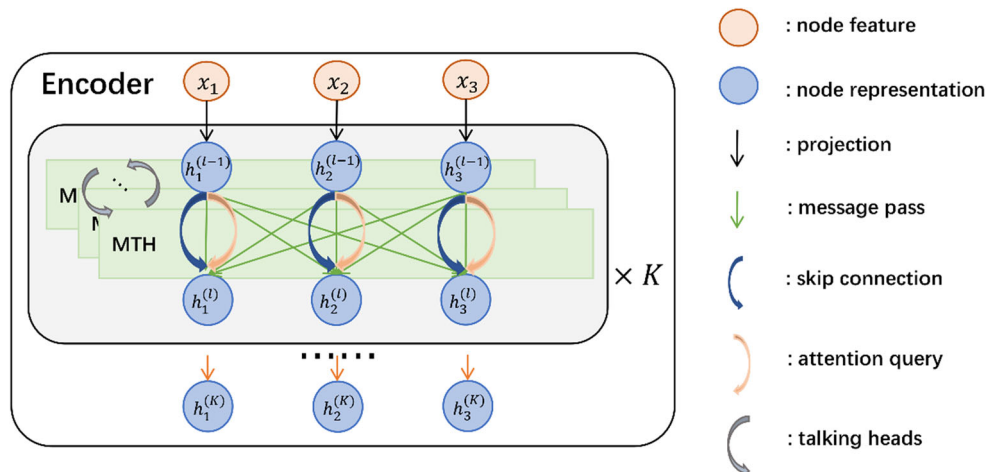 Encoder
x₁ x₂ x₃
h₁^(l-1) h₂^(l-1) h₃^(l-1)
M
M
MTH
...
h₁^(l) h₂^(l) h₃^(l)
× K
.......
h₁^(K) h₂^(K) h₃^(K)
: node feature
: node representation
: projection
: message pass
: skip connection
: attention query
: talking heads